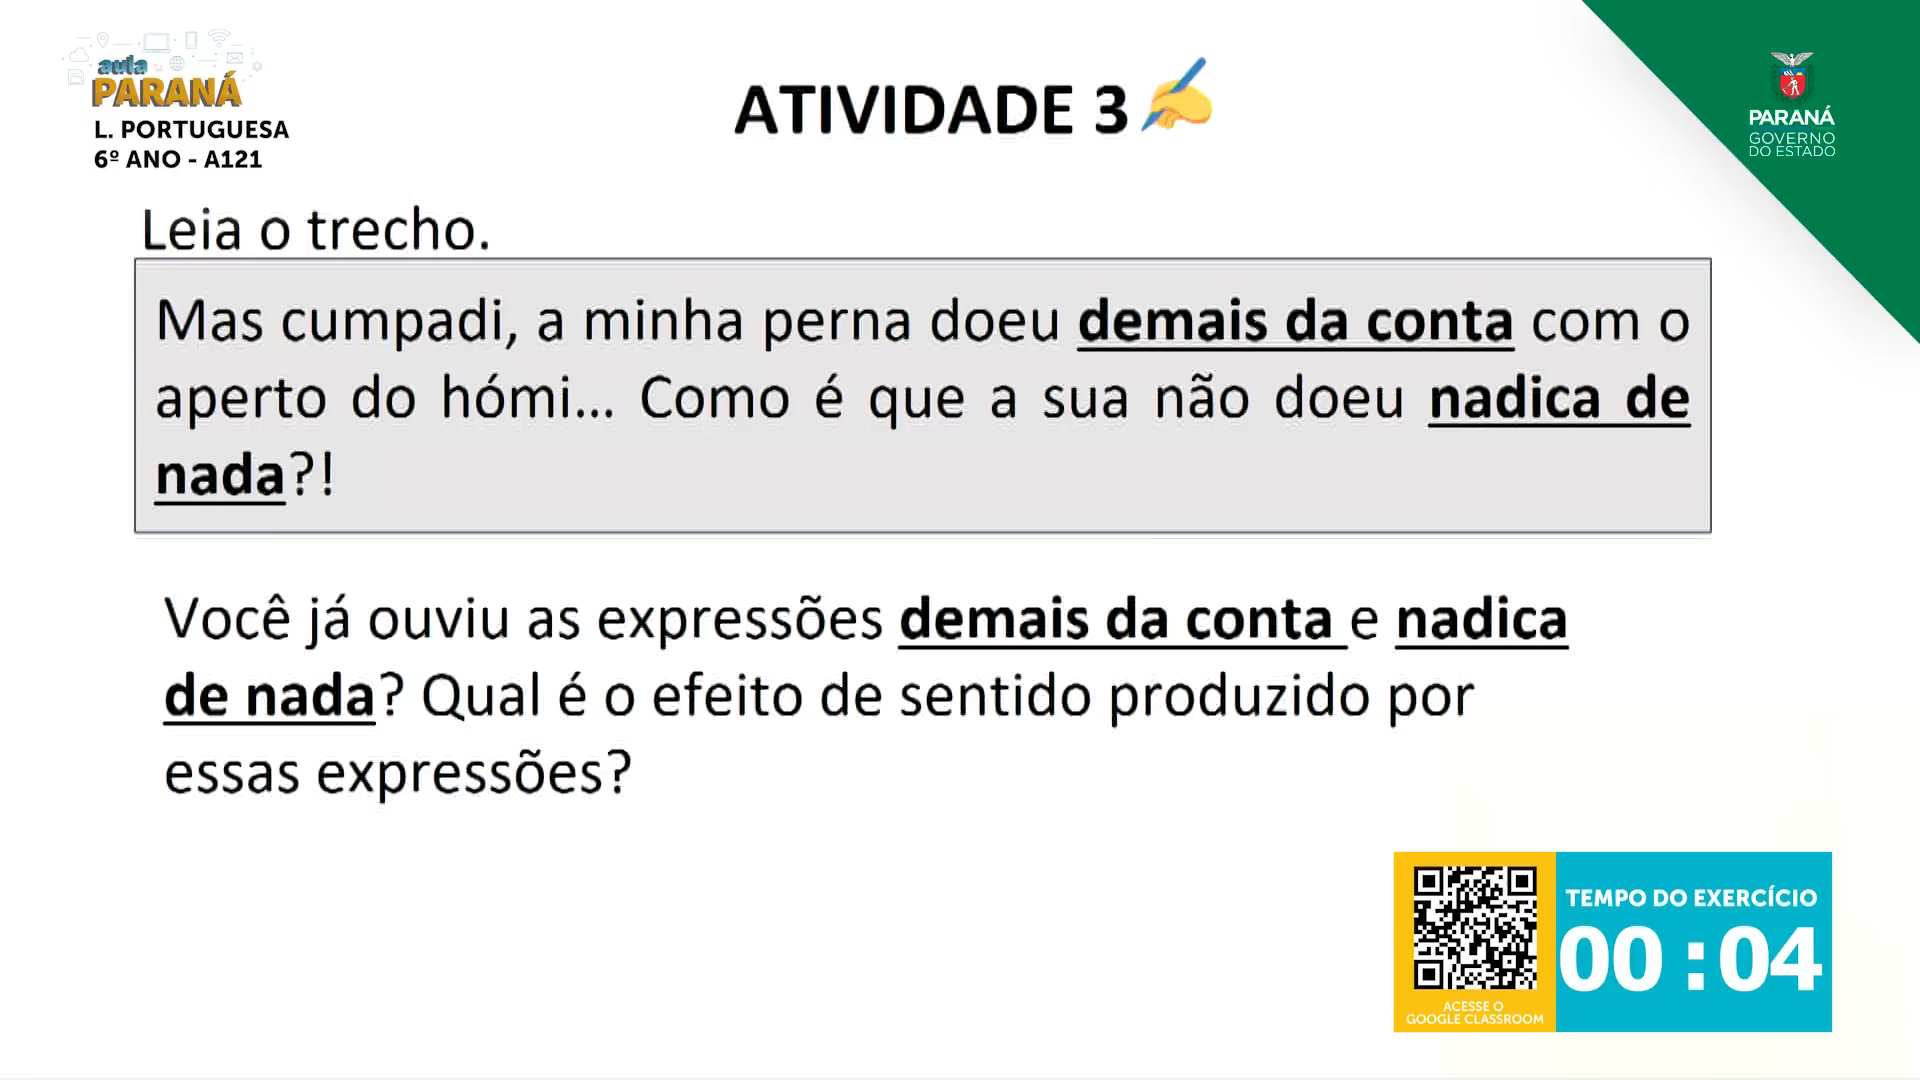 aula
PARANÁ
L. PORTUGUESA
6º ANO - A121
ATIVIDADE 3
PARANÁ
GOVERNO
DO ESTADO
Leia o trecho.
Mas cumpadi, a minha perna doeu demais da conta com o
aperto do hómi... Como é que a sua não doeu nadica de
nada?!
Você já ouviu as expressões demais da conta e nadica
de nada? Qual é o efeito de sentido produzido por
essas expressões?
TEMPO DO EXERCÍCIO
00:04
ACESSE O
GOOGLE CLASSROOM